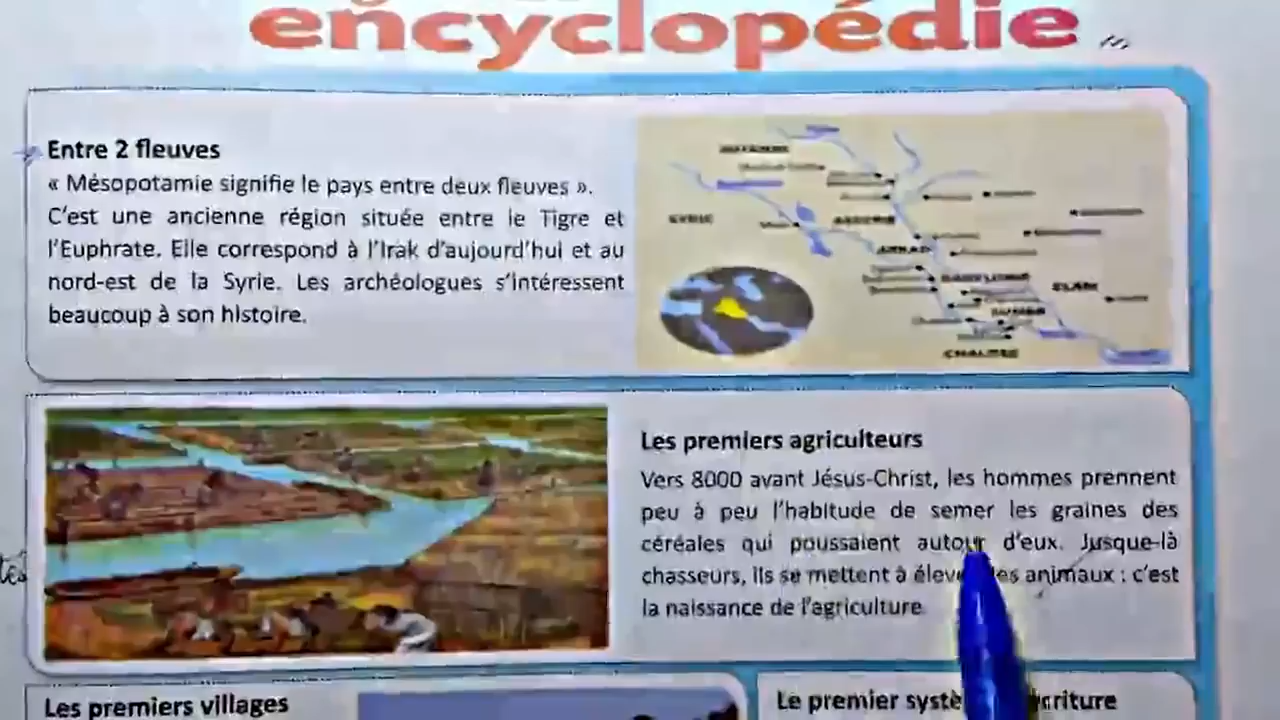 encyclopédie
Entre 2 fleuves
« Mésopotamie signifie le pays entre deux fleuves ».
C'est une ancienne région située entre le Tigre et
l'Euphrate. Elle correspond à l'Irak d'aujourd'hui et au
nord-est de la Syrie. Les archéologues s'intéressent
beaucoup à son histoire.
SYRIE
ASSYRIE
AKKAD
BABYLONIE
ELAM
SUMER
CHALDÉE
Les premiers agriculteurs
Vers 8000 avant Jésus-Christ, les hommes prennent
peu à peu l'habitude de semer les graines des
céréales qui poussaient autour d'eux. Jusque-là
chasseurs, ils se mettent à élev es animaux : c'est
la naissance de l'agriculture
Les premiers villages
Le premier systè criture